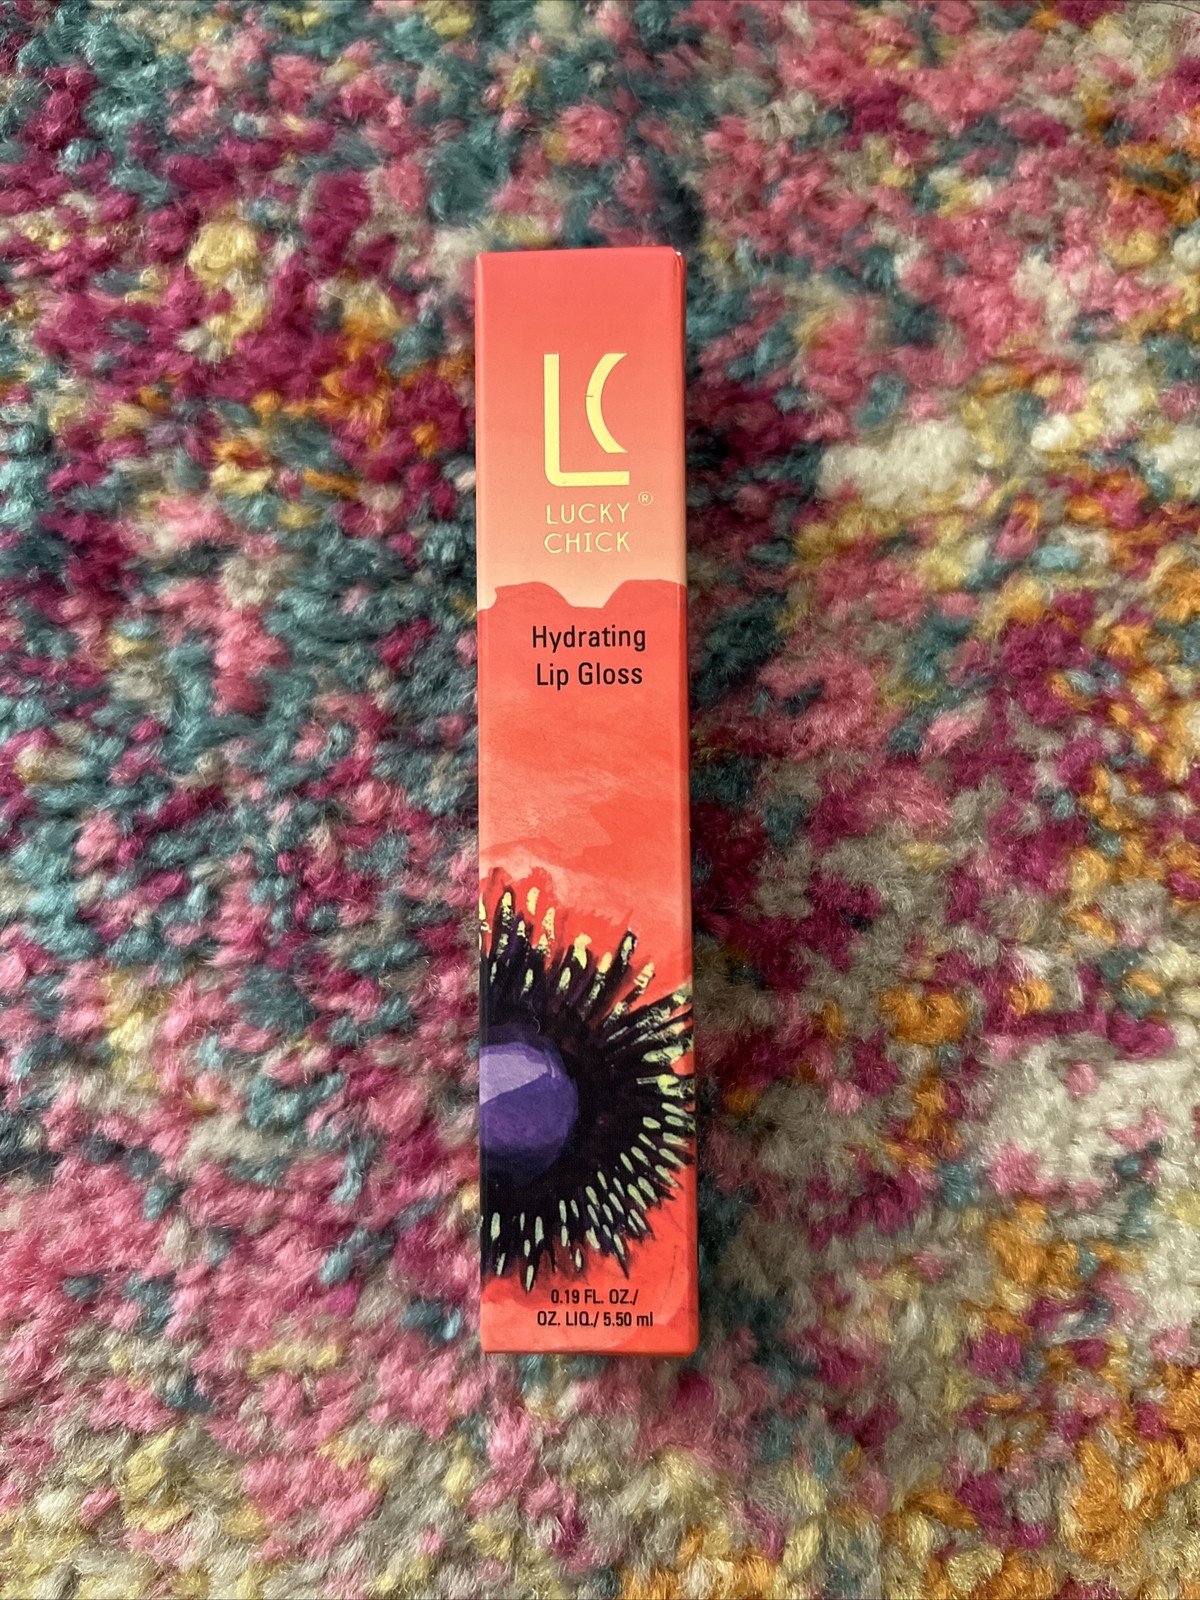 LC
LUCKY ®
CHICK
Hydrating
Lip Gloss
0.19 FL. OZ./
OZ. LIQ./ 5.50 ml